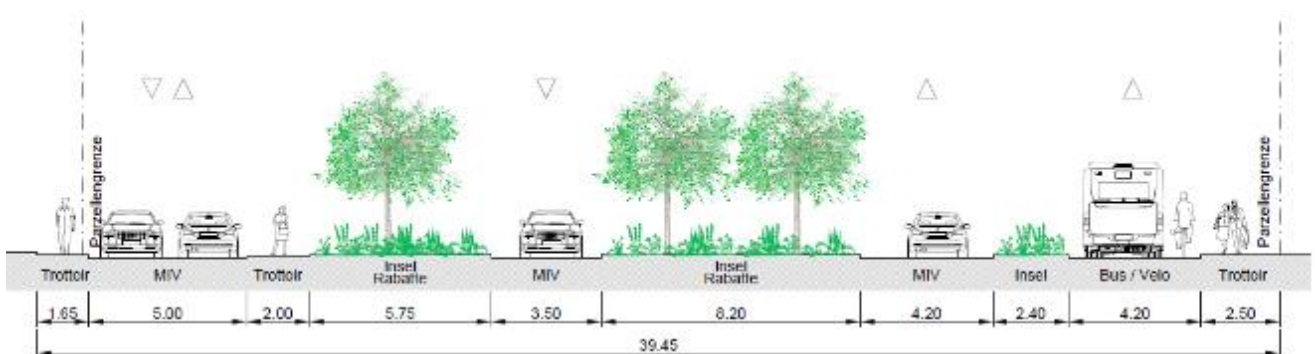 Parzellengrenze
Parzellengrenze
Trottoir MIV Trottoir Insel Rabatte MIV Insel Rabatte MIV Insel Bus / Velo Trottoir
1.65 5.00 2.00 5.75 3.50 8.20 4.20 2.40 4.20 2.50
39.45